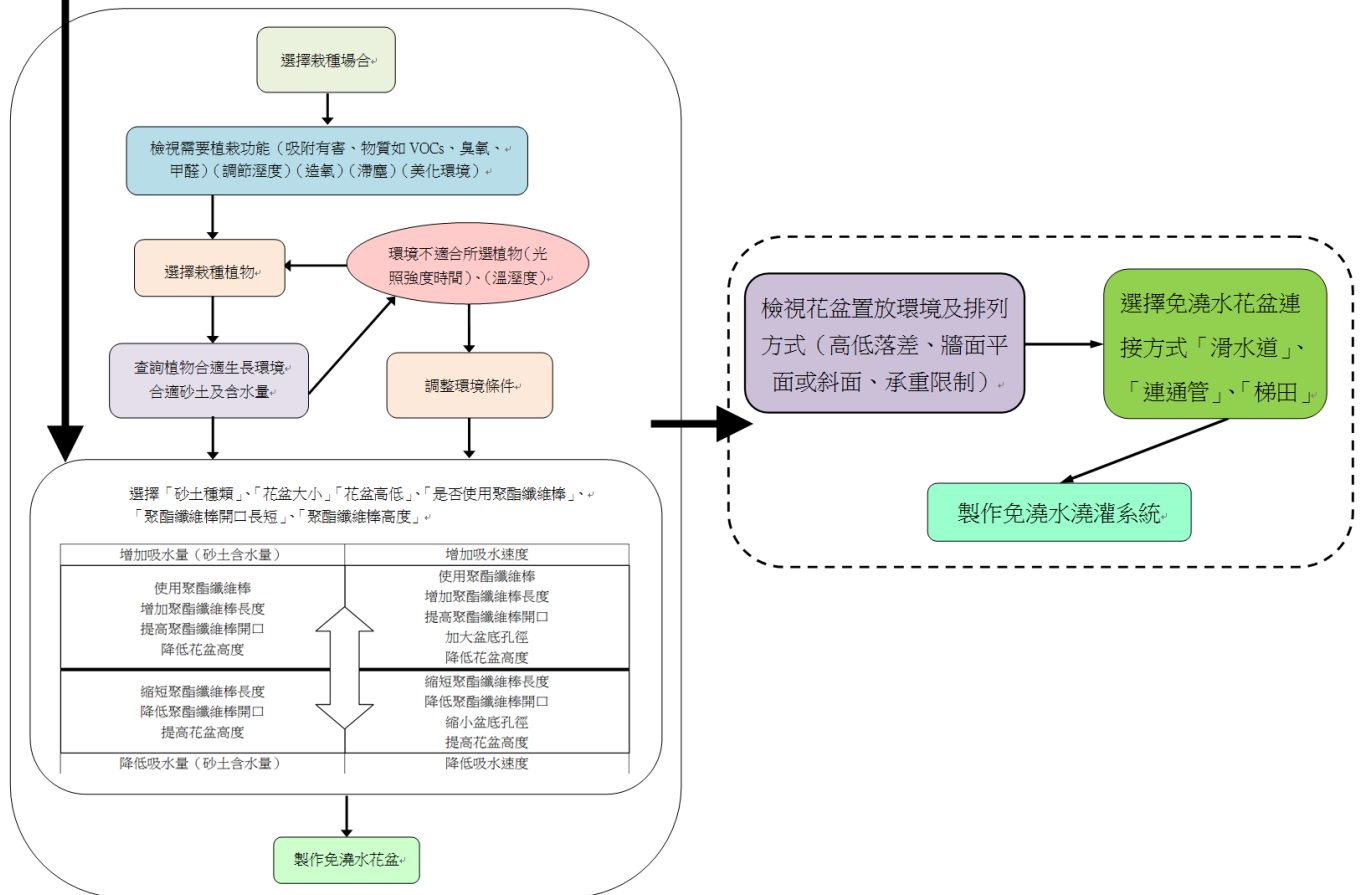 選擇栽種場合
檢視需要植栽功能（吸附有害、物質如 VOCs、臭氧、
甲醛）（調節溼度）（造氧）（滯塵）（美化環境）
選擇栽種植物
環境不適合所選植物（光
照強度時間）、（溫溼度）
查詢植物合適生長環境
合適砂土及含水量
調整環境條件
選擇「砂土種類」、「花盆大小」「花盆高低」、「是否使用聚酯纖維棒」、
「聚酯纖維棒開口長短」、「聚酯纖維棒高度」
增加吸水量（砂土含水量）
增加吸水速度
使用聚酯纖維棒
增加聚酯纖維棒長度
提高聚酯纖維棒開口
降低花盆高度
使用聚酯纖維棒
增加聚酯纖維棒長度
提高聚酯纖維棒開口
加大盆底孔徑
降低花盆高度
縮短聚酯纖維棒長度
降低聚酯纖維棒開口
提高花盆高度
縮短聚酯纖維棒長度
降低聚酯纖維棒開口
縮小盆底孔徑
提高花盆高度
降低吸水量（砂土含水量）
降低吸水速度
製作免澆水花盆
檢視花盆置放環境及排列
方式（高低落差、牆面平
面或斜面、承重限制）
選擇免澆水花盆連
接方式「滑水道」、
「連通管」、「梯田」
製作免澆水澆灌系統